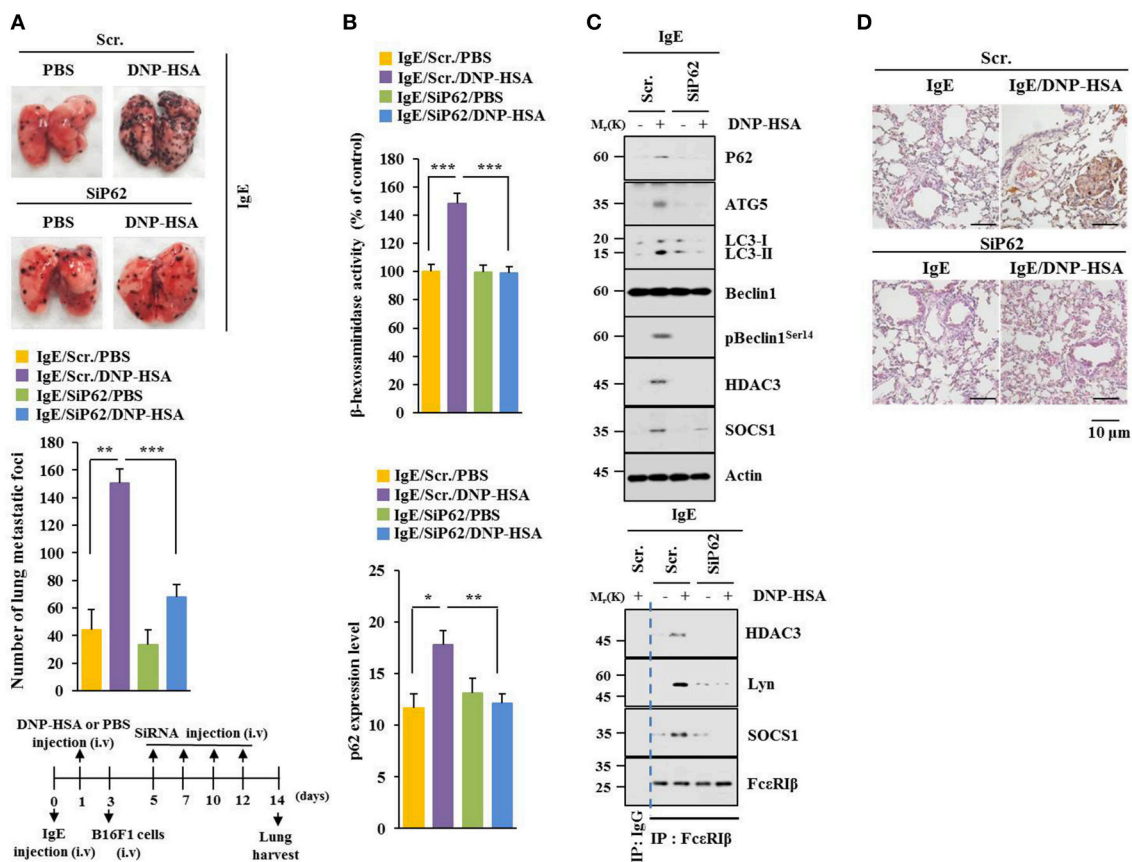 A
Scr.
PBS DNP-HSA
SiP62
PBS DNP-HSA
IgE
IgE/Scr./PBS
IgE/Scr./DNP-HSA
IgE/SiP62/PBS
IgE/SiP62/DNP-HSA
Number of lung metastatic foci
180
160
140
120
100
80
60
40
20
0
** ***
DNP-HSA or PBS
injection (i.v)
SiRNA injection (i.v)
0 1 3 5 7 10 12 14 (days)
IgE
injection (i.v)
B16F1 cells
(i.v)
Lung
harvest
B
IgE/Scr./PBS
IgE/Scr./DNP-HSA
IgE/SiP62/PBS
IgE/SiP62/DNP-HSA
β-hexosaminidase activity (% of control)
180
160
140
120
100
80
60
40
20
0
*** ***
IgE/Scr./PBS
IgE/Scr./DNP-HSA
IgE/SiP62/PBS
IgE/SiP62/DNP-HSA
p62 expression level
25
20
15
10
5
0
* **
C
IgE
Scr. SiP62
Mr(K) - + - + DNP-HSA
60 P62
35 ATG5
20 LC3-I
15 LC3-II
60 Beclin1
60 pBeclin1Ser14
45 HDAC3
35 SOCS1
45 Actin
IgE
Scr. Scr. SiP62
Mr(K) + - + - + DNP-HSA
45 HDAC3
60
45 Lyn
35 SOCS1
35
25 FcεRIβ
IP: IgG
IP : FcεRIβ
D
Scr.
IgE IgE/DNP-HSA
SiP62
IgE IgE/DNP-HSA
10 µm